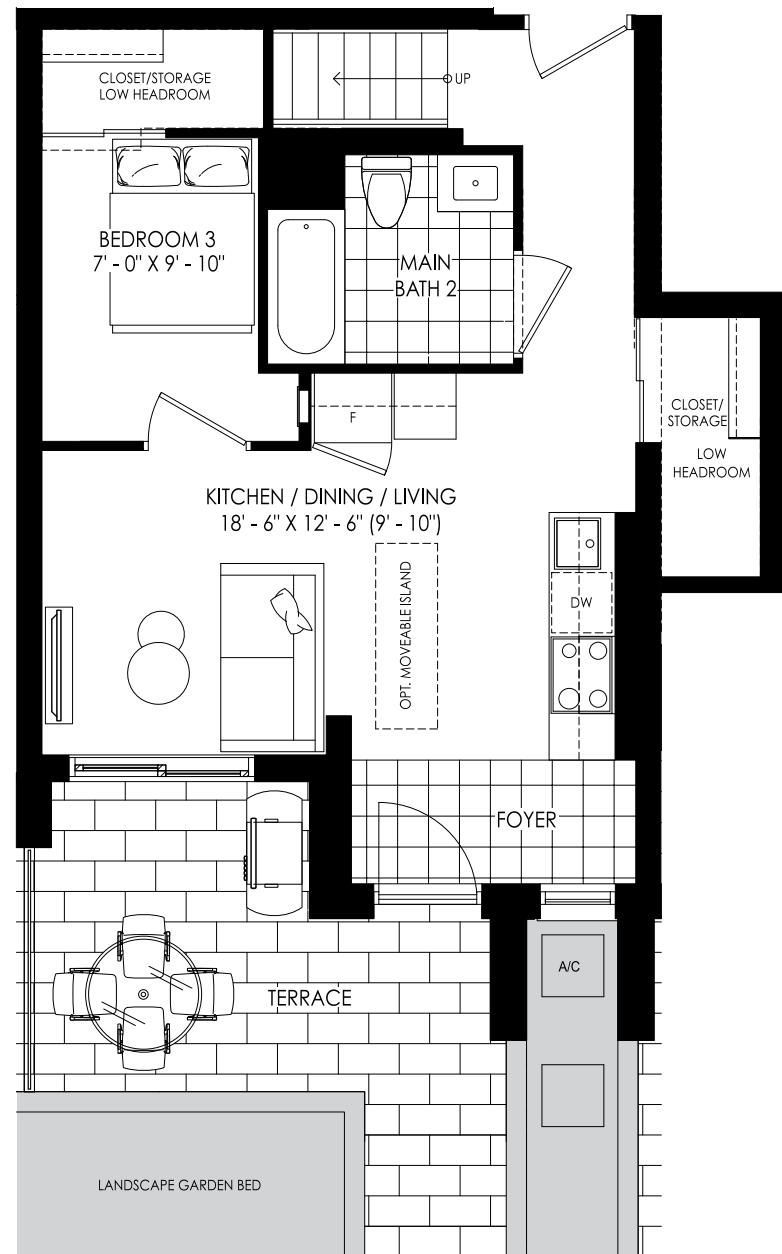 CLOSET/STORAGE
LOW HEADROOM
UP
BEDROOM 3
7' - 0" X 9' - 10"
MAIN
BATH 2
F
CLOSET/
STORAGE
LOW
HEADROOM
KITCHEN / DINING / LIVING
18' - 6" X 12' - 6" (9' - 10")
OPT. MOVEABLE ISLAND
DW
FOYER
A/C
TERRACE
LANDSCAPE GARDEN BED